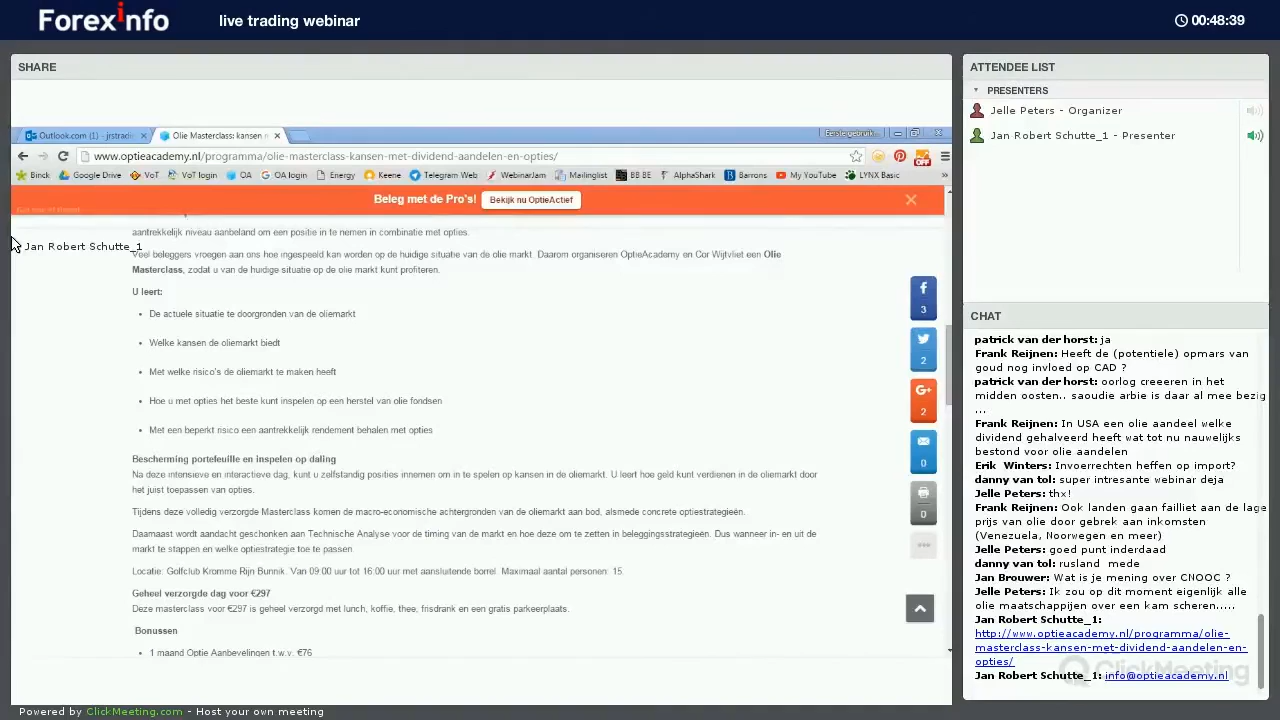 Forexinfo
live trading webinar
00:48:39
SHARE
Outlook.com (1) - jrstradi
Olie Masterclass: kansen m
Eerste gebruik...
www.optieacademy.nl/programma/olie-masterclass-kansen-met-dividend-aandelen-en-opties/
OFF
Binck
Google Drive
VoT
VoT login
OA
OA login
Energy
Keene
Telegram Web
WebinarJam
Mailinglist
BB BE
AlphaShark
Barrons
My YouTube
LYNX Basic
»
Beleg met de Pro's!
Bekijk nu OptieActief
aantrekkelijk niveau aanbeland om een positie in te nemen in combinatie met opties.
Jan Robert Schutte_1
Veel beleggers vroegen aan ons hoe ingespeeld kan worden op de huidige situatie van de olie markt. Daarom organiseren OptieAcademy en Cor Wijtvliet een Olie
Masterclass, zodat u van de huidige situatie op de olie markt kunt profiteren.
U leert:
• De actuele situatie te doorgronden van de oliemarkt
• Welke kansen de oliemarkt biedt
• Met welke risico's de oliemarkt te maken heeft
• Hoe u met opties het beste kunt inspelen op een herstel van olie fondsen
• Met een beperkt risico een aantrekkelijk rendement behalen met opties
Bescherming portefeuille en inspelen op daling
Na deze intensieve en interactieve dag, kunt u zelfstandig posities innemen om in te spelen op kansen in de oliemarkt. U leert hoe geld kunt verdienen in de oliemarkt door
het juist toepassen van opties.
Tijdens deze volledig verzorgde Masterclass komen de macro-economische achtergronden van de oliemarkt aan bod, alsmede concrete optiestrategieën.
Daarnaast wordt aandacht geschonken aan Technische Analyse voor de timing van de markt en hoe deze om te zetten in beleggingsstrategieën. Dus wanneer in- en uit de
markt te stappen en welke optiestrategie toe te passen
Locatie: Golfclub Kromme Rijn Bunnik. Van 09:00 uur tot 16:00 uur met aansluitende borrel. Maximaal aantal personen: 15.
Geheel verzorgde dag voor €297
Deze masterclass voor €297 is geheel verzorgd met lunch, koffie, thee, frisdrank en een gratis parkeerplaats.
Bonussen
• 1 maand Optie Aanbevelingen t.w.v. €76
3
2
G+
2
0
0
Powered by ClickMeeting.com - Host your own meeting
ATTENDEE LIST
PRESENTERS
Jelle Peters - Organizer
Jan Robert Schutte_1 - Presenter
CHAT
patrick van der horst: ja
Frank Reijnen: Heeft de (potentiele) opmars van
goud nog invloed op CAD ?
patrick van der horst: oorlog creeeren in het
midden oosten.. saoudie arbie is daar al mee bezig
...
Frank Reijnen: In USA een olie aandeel welke
dividend gehalveerd heeft wat tot nu nauwelijks
bestond voor olie aandelen
Erik Winters: Invoerrechten heffen op import?
danny van tol: super intresante webinar deja
Jelle Peters: thx!
Frank Reijnen: Ook landen gaan failliet aan de lage
prijs van olie door gebrek aan inkomsten
(Venezuela, Noorwegen en meer)
Jelle Peters: goed punt inderdaad
danny van tol: rusland mede
Jan Brouwer: Wat is je mening over CNOOC ?
Jelle Peters: Ik zou op dit moment eigenlijk alle
olie maatschappijen over een kam scheren.....
Jan Robert Schutte_1:
http://www.optieacademy.nl/programma/olie-
masterclass-kansen-met-dividend-aandelen-en-
opties/
Jan Robert Schutte_1: info@optieacademy.nl
ClickMeeting